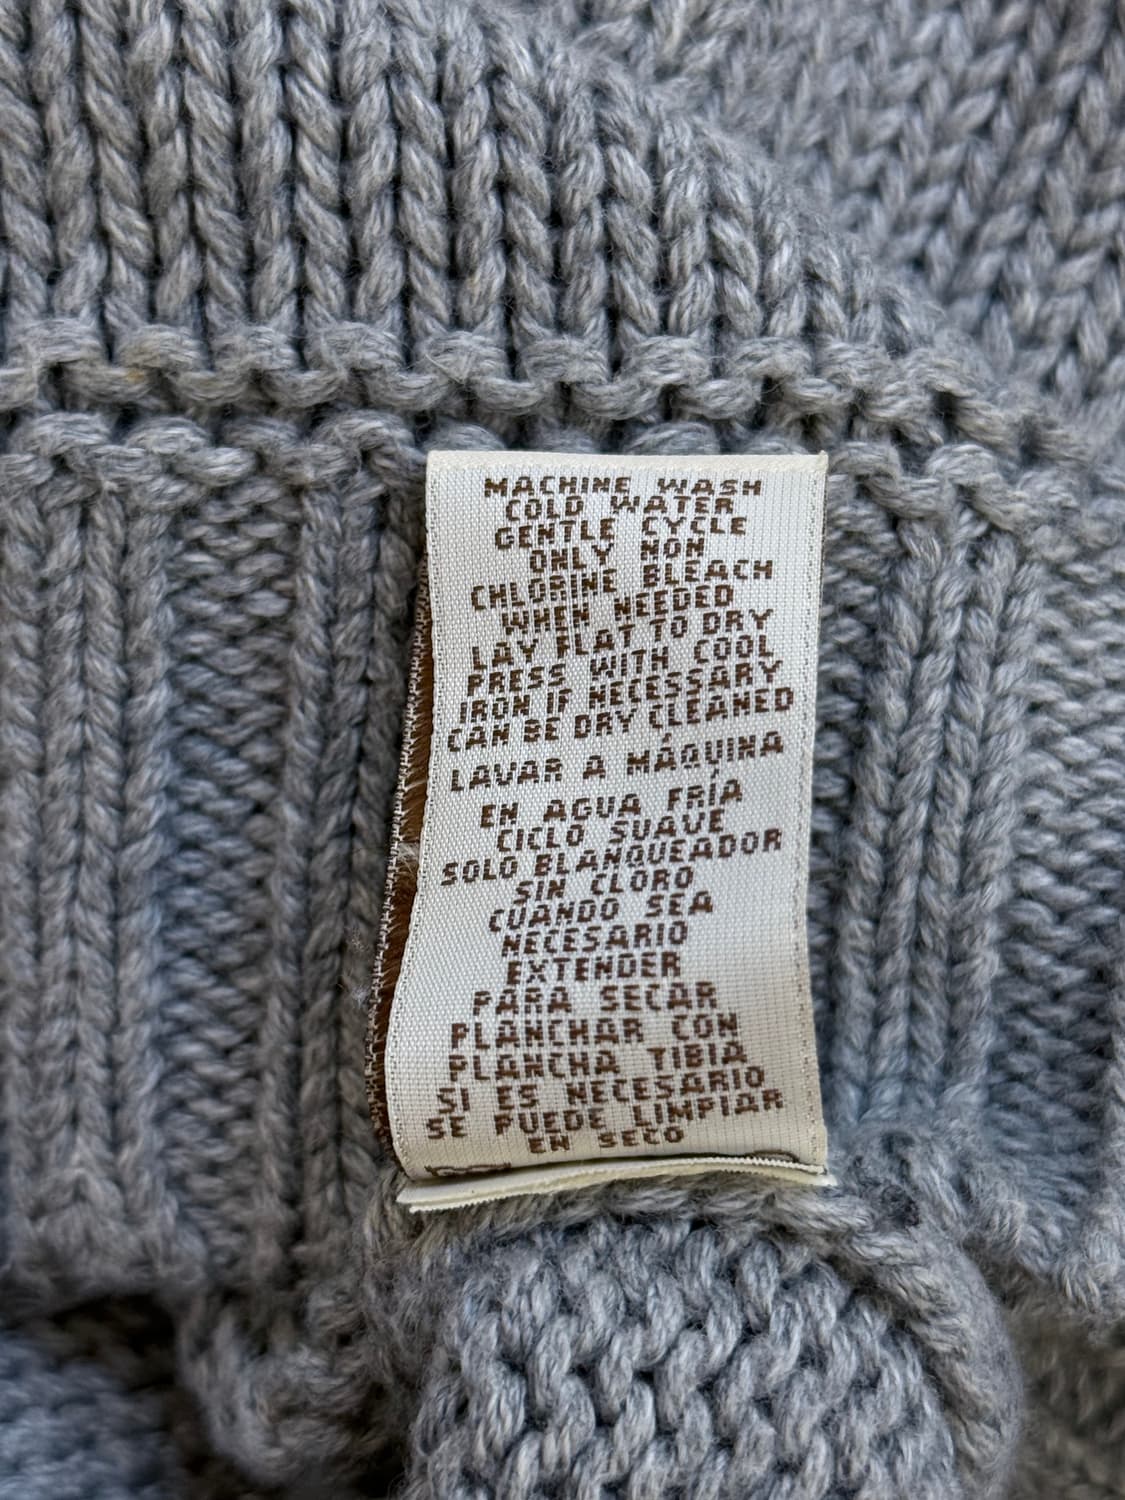 MACHINE WASH
COLD WATER
GENTLE CYCLE
ONLY NON
CHLORINE BLEACH
WHEN NEEDED
LAY FLAT TO DRY
PRESS WITH COOL
IRON IF NECESSARY
CAN BE DRY CLEANED
LAVAR A MÁQUINA
EN AGUA FRÍA
CICLO SUAVE
SOLO BLANQUEADOR
SIN CLORO
CUANDO SEA
NECESARIO
EXTENDER
PARA SECAR
PLANCHAR CON
PLANCHA TIBIA
SI ES NECESARIO
SE PUEDE LIMPIAR
EN SECO